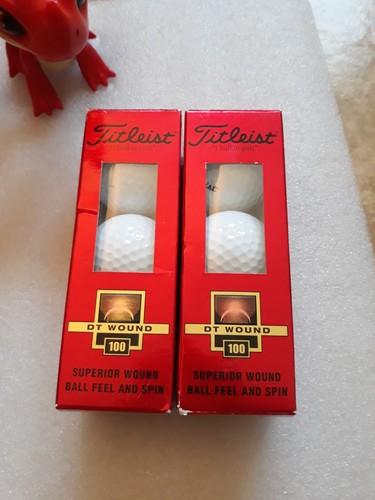 Titleist
Titleist
DT WOUND
100
SUPERIOR WOUND
BALL FEEL AND SPIN
DT WOUND
100
SUPERIOR WOUND
BALL FEEL AND SPIN